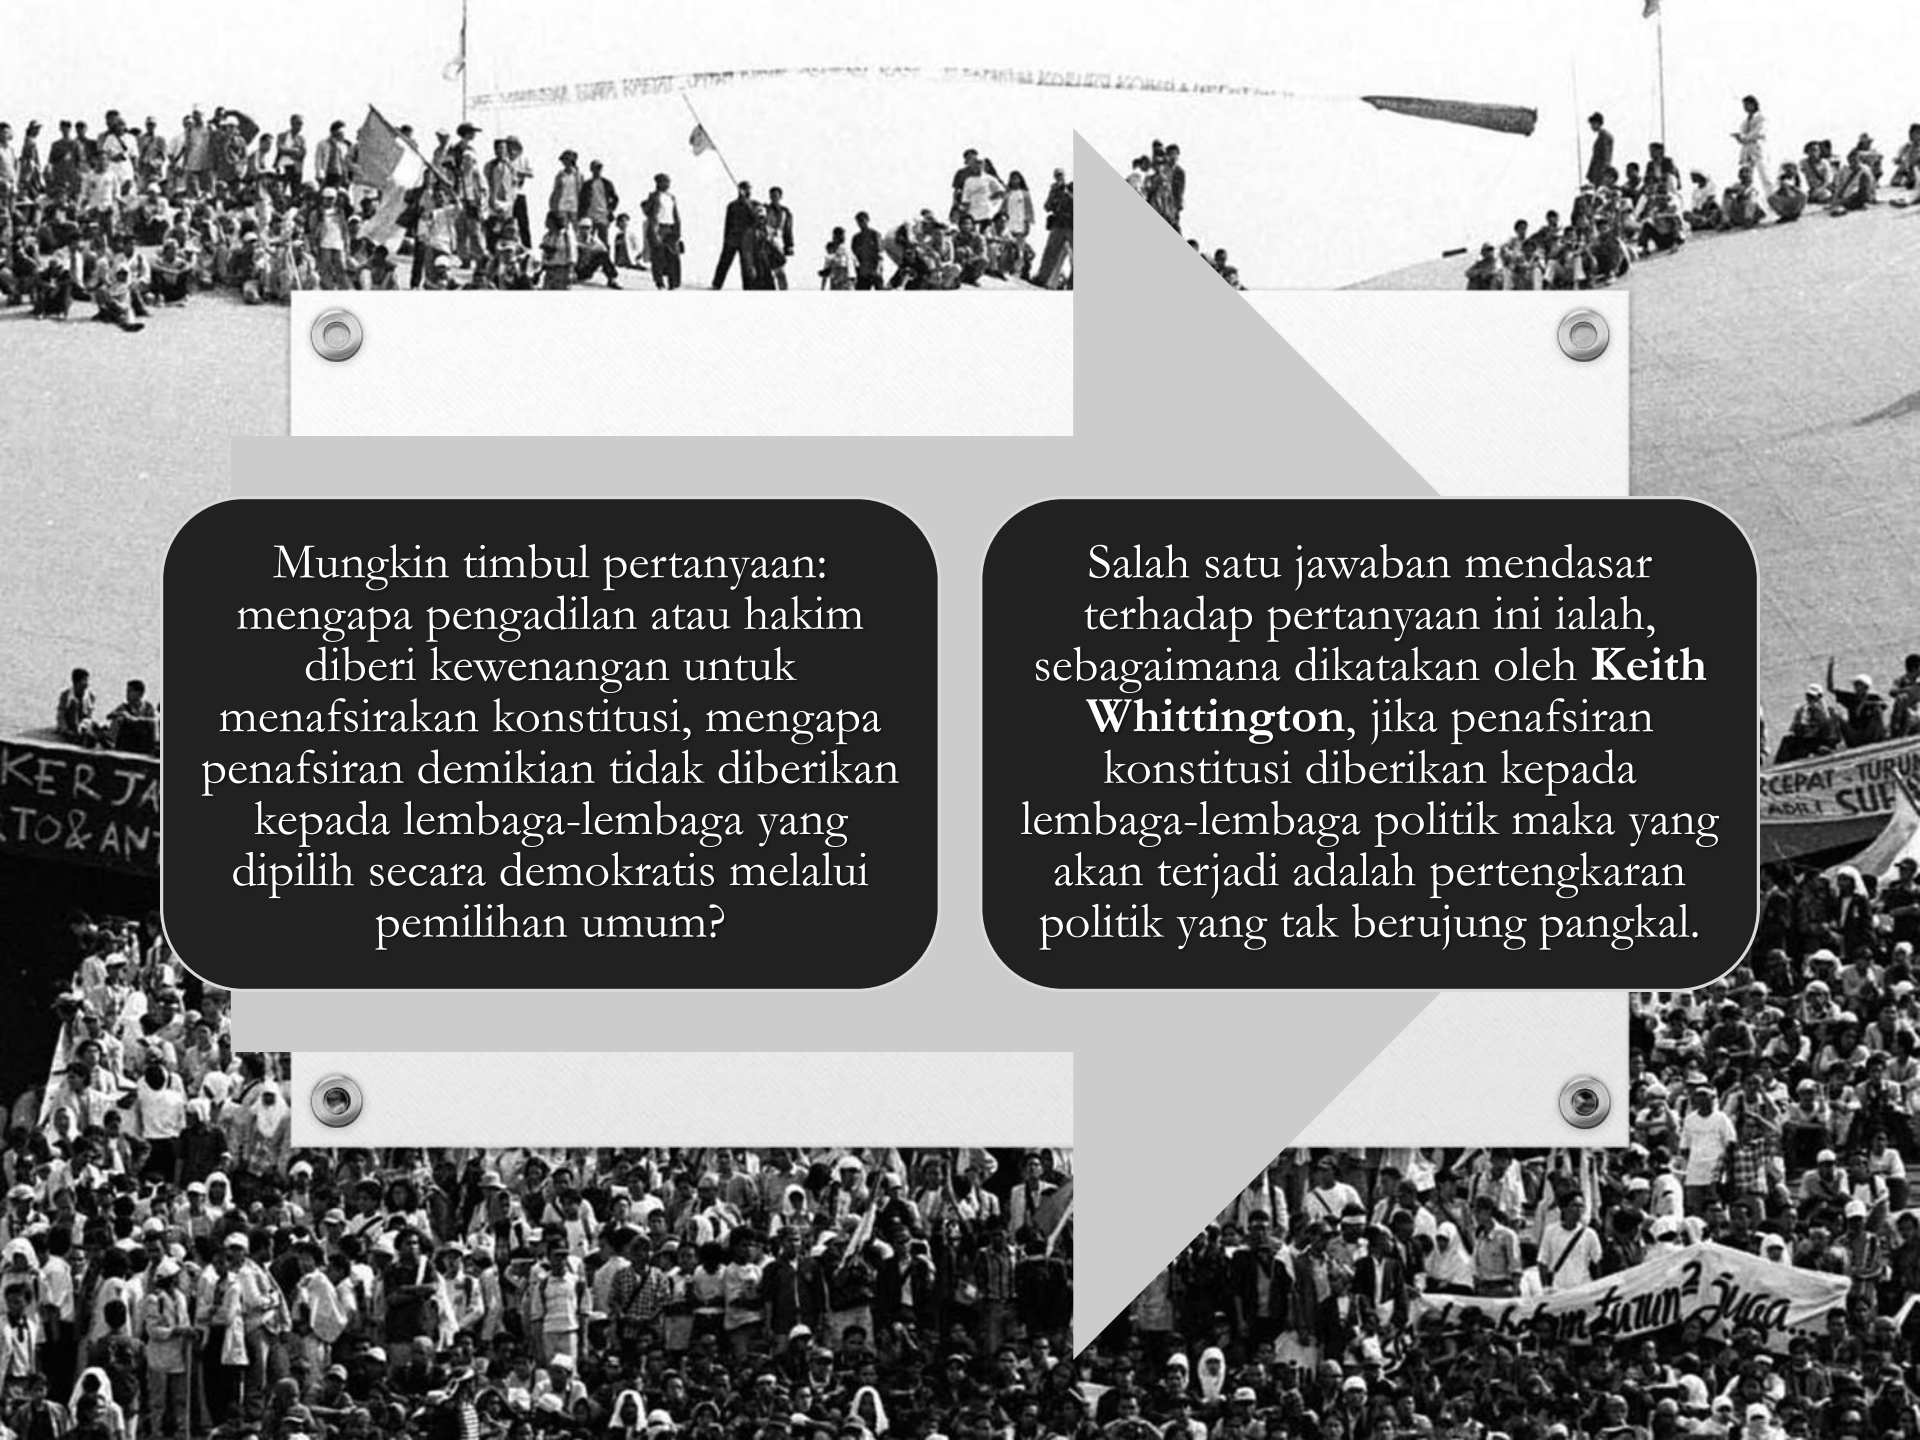 Mungkin timbul pertanyaan:
mengapa pengadilan atau hakim
diberi kewenangan untuk
menafsirakan konstitusi, mengapa
penafsiran demikian tidak diberikan
kepada lembaga-lembaga yang
dipilih secara demokratis melalui
pemilihan umum?
Salah satu jawaban mendasar
terhadap pertanyaan ini ialah,
sebagaimana dikatakan oleh Keith
Whittington, jika penafsiran
konstitusi diberikan kepada
lembaga-lembaga politik maka yang
akan terjadi adalah pertengkaran
politik yang tak berujung pangkal.
KERJA
TO & AN
CEPAT - TURU
ADILI SU
turun2 juga...